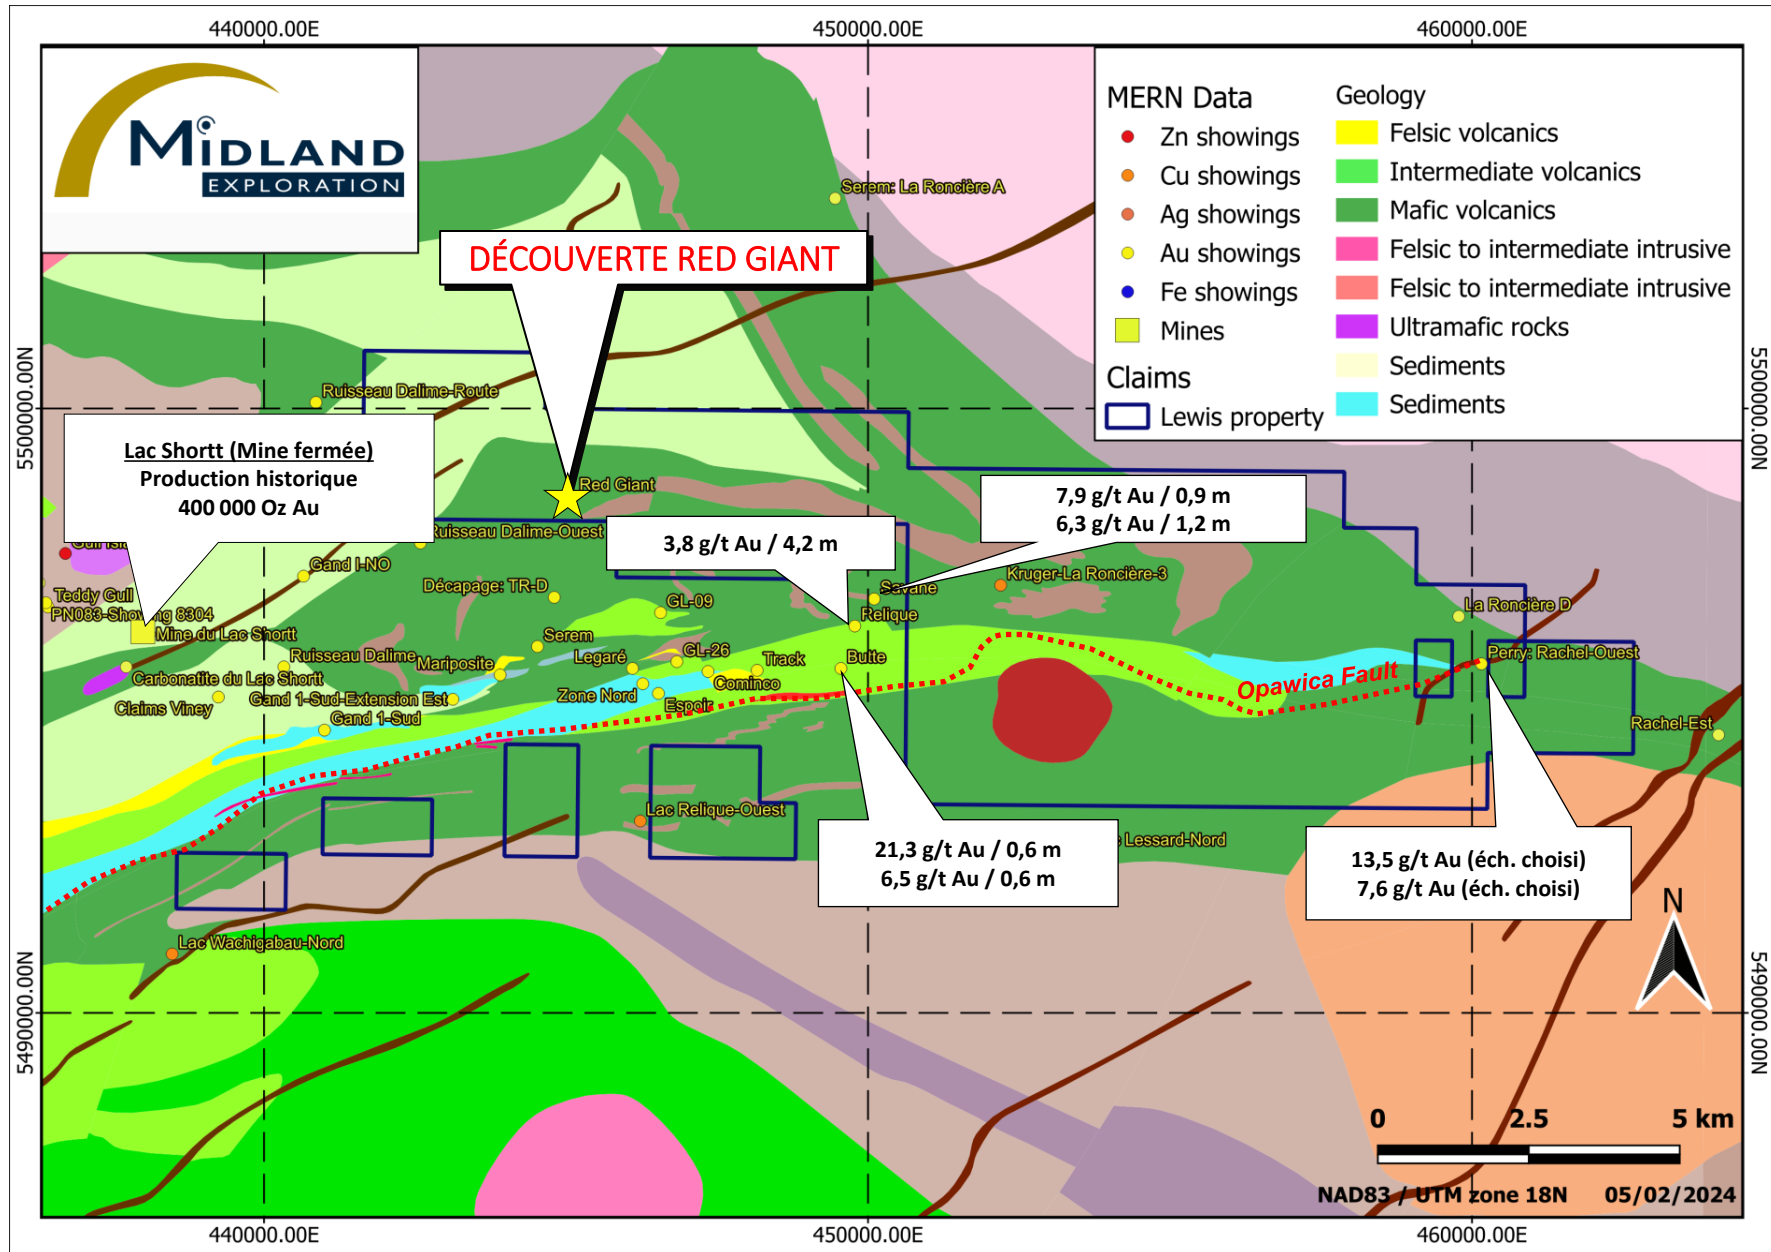 440000.00E
450000.00E
460000.00E
MIDLAND
EXPLORATION
MERN Data
Zn showings
Cu showings
Ag showings
Au showings
Fe showings
Mines
Claims
Lewis property
Geology
Felsic volcanics
Intermediate volcanics
Mafic volcanics
Felsic to intermediate intrusive
Felsic to intermediate intrusive
Ultramafic rocks
Sediments
Sediments
Serem: La Roncière A
DÉCOUVERTE RED GIANT
5500000.00N
5500000.00N
Ruisseau Dalime-Route
Lac Shortt (Mine fermée)
Production historique
400 000 Oz Au
Red Giant
7,9 g/t Au / 0,9 m
6,3 g/t Au / 1,2 m
Ruisseau Dalime-Ouest
3,8 g/t Au / 4,2 m
Gand I-NO
Décapage: TR-D
Kruger-La Roncière-3
Savane
Teddy Gull
PN083-Showing 8304
GL-09
Relique
La Roncière D
Mine du Lac Shortt
Serem
Ruisseau Dalime
Mariposite
Legaré
GL-26
Track
Butte
Perry: Rachel-Ouest
Carbonatite du Lac Shortt
Cominco
Opawica Fault
Claims Viney
Gand 1-Sud-Extension Est
Zone Nord
Espoir
Gand 1-Sud
Rachel-Est
Lac Relique-Ouest
Lessard-Nord
21,3 g/t Au / 0,6 m
6,5 g/t Au / 0,6 m
13,5 g/t Au (éch. choisi)
7,6 g/t Au (éch. choisi)
N
Lac Wachigabau-Nord
5490000.00N
5490000.00N
0 2.5 5 km
NAD83 / UTM zone 18N 05/02/2024
440000.00E
450000.00E
460000.00E